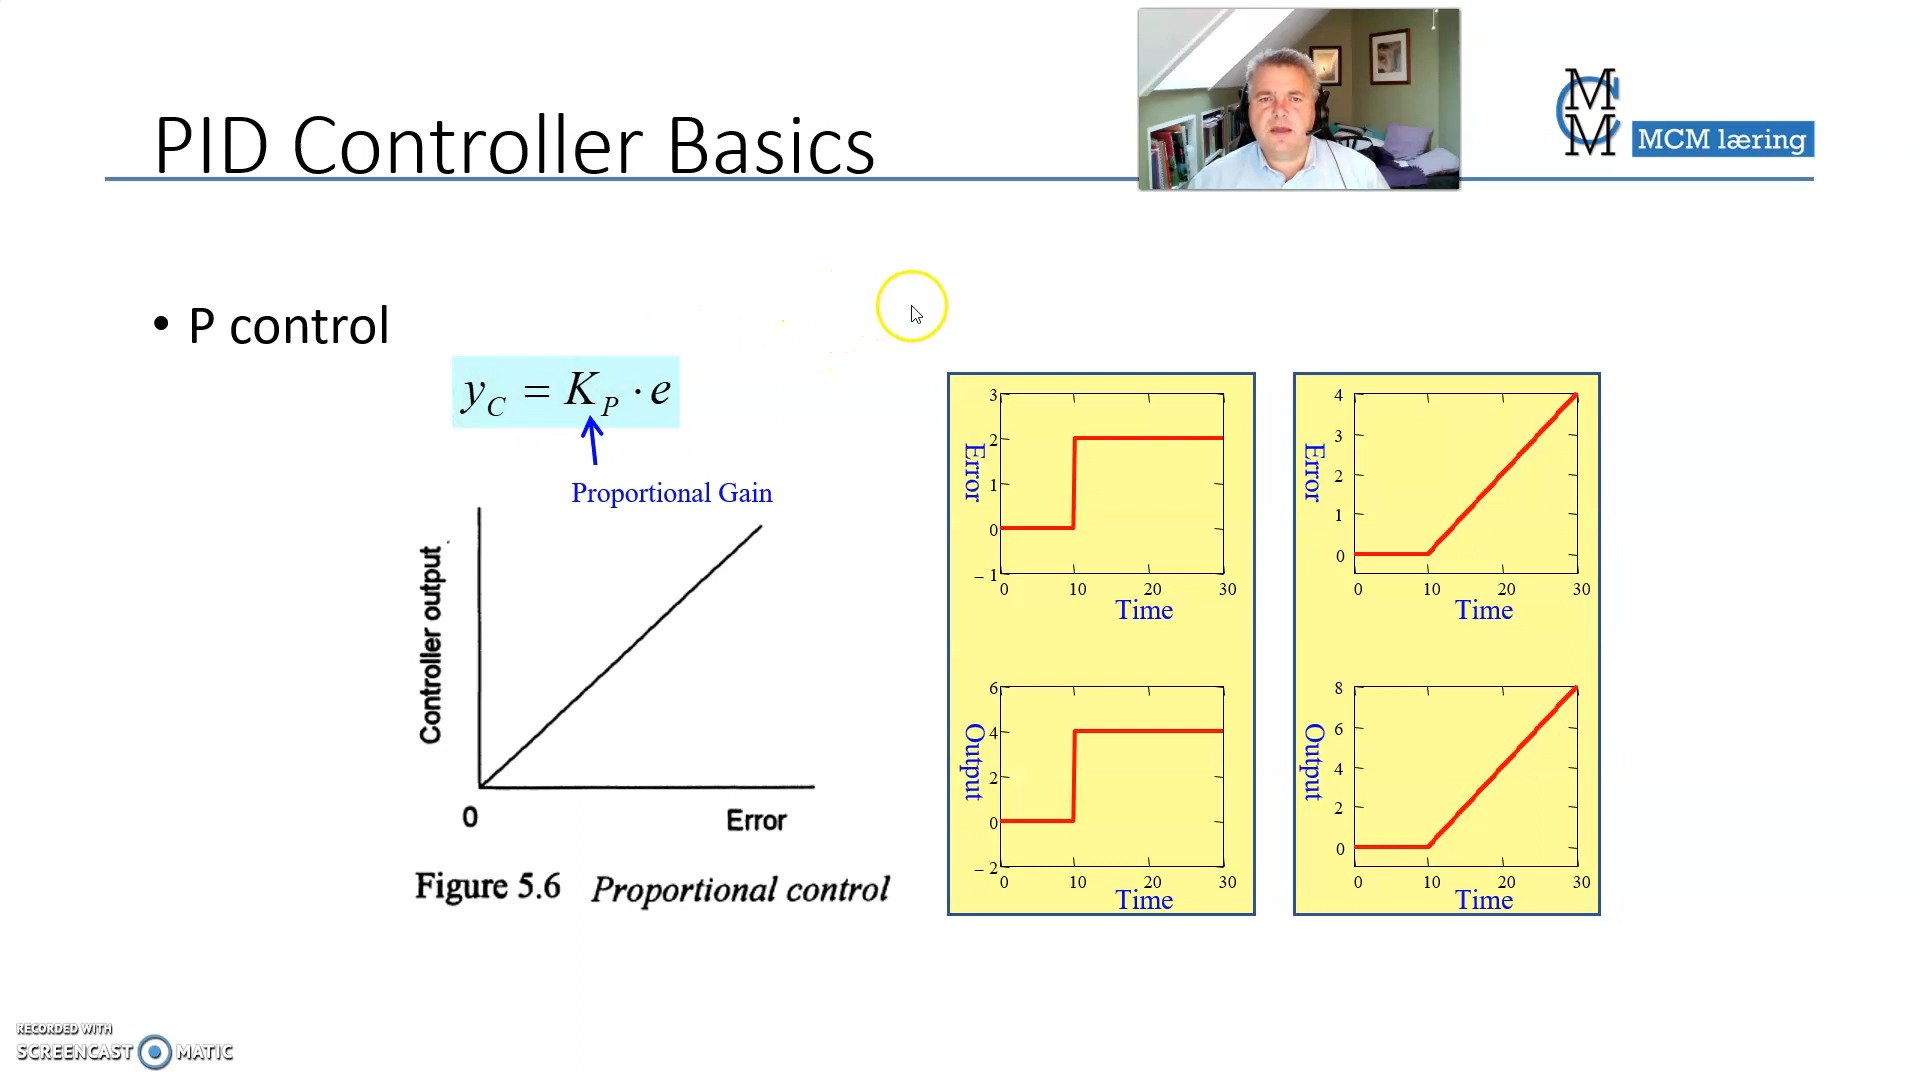 PID Controller Basics
MCM
MCM læring
• P control
y_C = K_P · e
Proportional Gain
Controller output
0
Error
Figure 5.6 Proportional control
3
2
1
0
– 1
Error
0 10 20 30
Time
6
4
2
0
– 2
Output
0 10 20 30
Time
4
3
2
1
0
Error
0 10 20 30
Time
8
6
4
2
0
Output
0 10 20 30
Time
RECORDED WITH
SCREENCAST MATIC